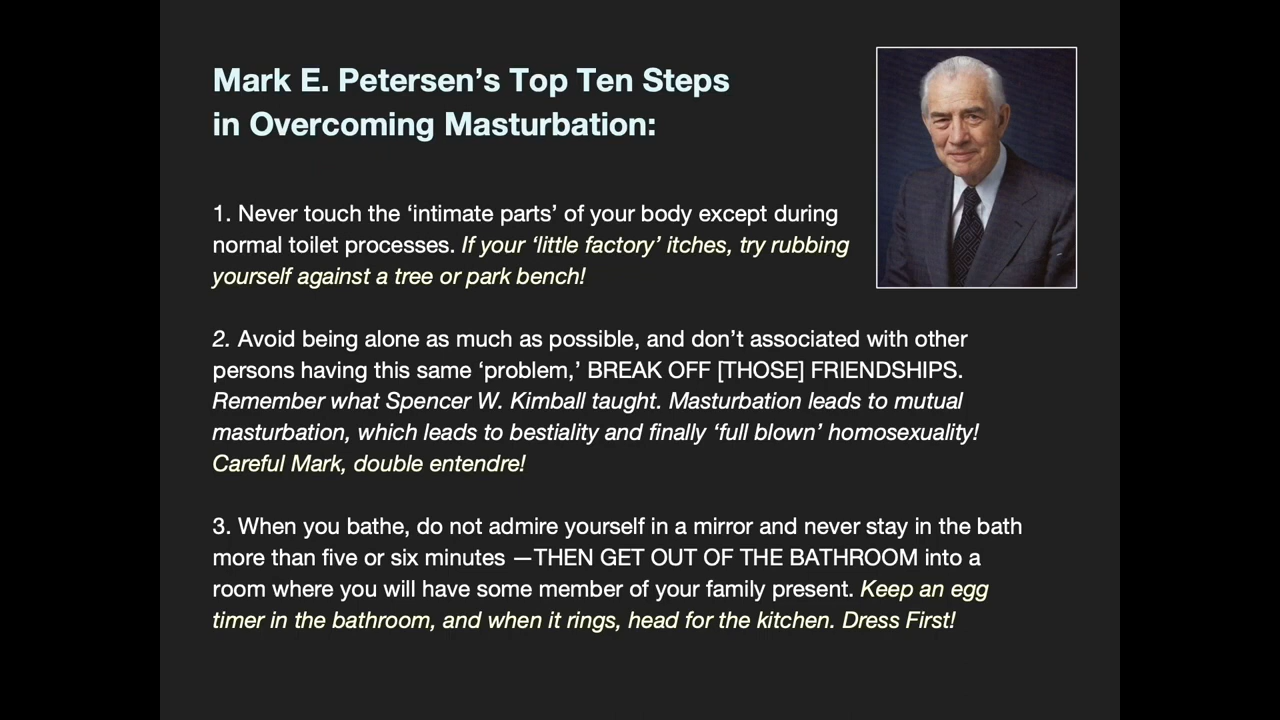 Mark E. Petersen’s Top Ten Steps
in Overcoming Masturbation:
1. Never touch the ‘intimate parts’ of your body except during
normal toilet processes. If your ‘little factory’ itches, try rubbing
yourself against a tree or park bench!
2. Avoid being alone as much as possible, and don’t associated with other
persons having this same ‘problem,’ BREAK OFF [THOSE] FRIENDSHIPS.
Remember what Spencer W. Kimball taught. Masturbation leads to mutual
masturbation, which leads to bestiality and finally ‘full blown’ homosexuality!
Careful Mark, double entendre!
3. When you bathe, do not admire yourself in a mirror and never stay in the bath
more than five or six minutes —THEN GET OUT OF THE BATHROOM into a
room where you will have some member of your family present. Keep an egg
timer in the bathroom, and when it rings, head for the kitchen. Dress First!